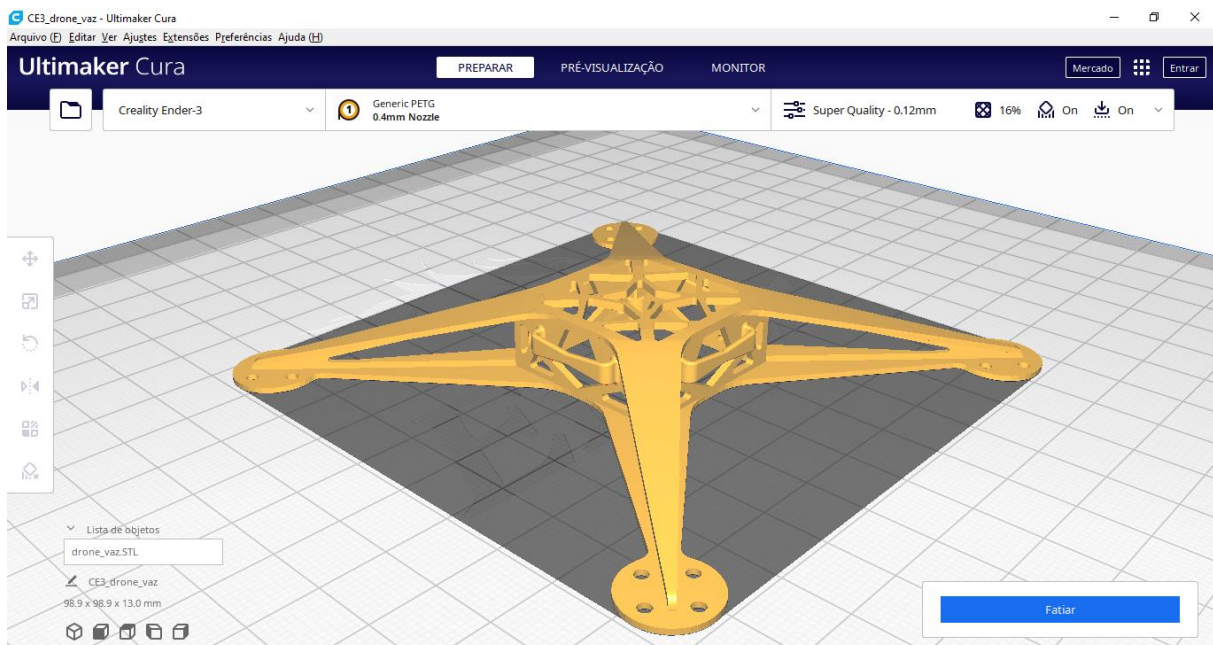 CE3_drone_vaz - Ultimaker Cura
Arquivo (F) Editar Ver Ajustes Extensões Preferências Ajuda (H)
Ultimaker Cura PREPARAR PRÉ-VISUALIZAÇÃO MONITOR Mercado Entrar
Creality Ender-3 1 Generic PETG Super Quality - 0.12mm 16% On On
0.4mm Nozzle
Lista de objetos
drone_vaz.STL
CE3_drone_vaz
98.9 x 98.9 x 13.0 mm
Fatiar